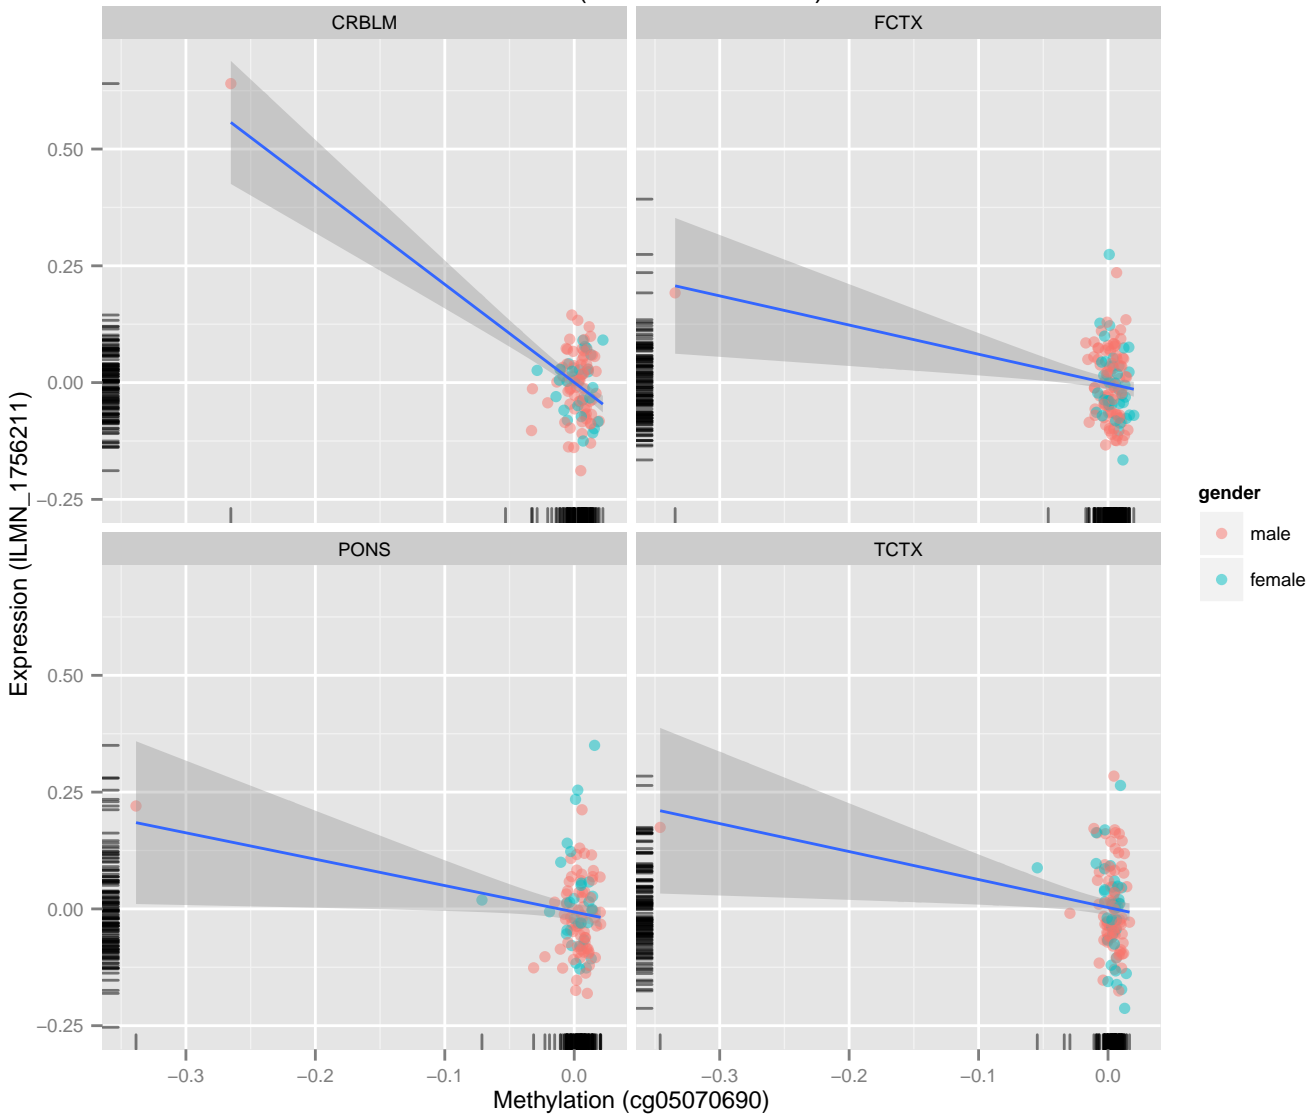 CRBLM
FCTX
0.50
0.25
0.00
−0.25
PONS
TCTX
0.50
0.25
0.00
−0.25
−0.3
−0.2
−0.1
0.0
−0.3
−0.2
−0.1
0.0
Methylation (cg05070690)
Expression (ILMN_1756211)
gender
male
female